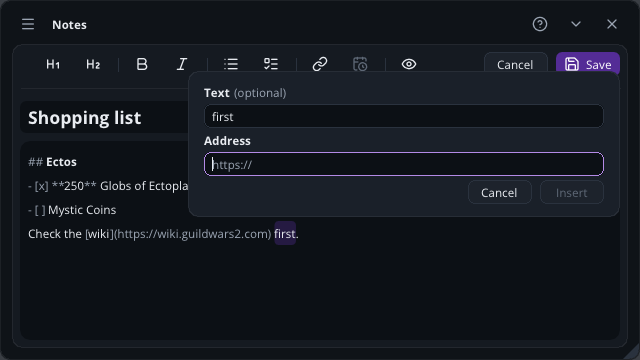 Notes
H1 H2 B I Cancel Save
Text (optional)
first
Address
https://
Cancel Insert
Shopping list
## Ectos
- [x] **250** Globs of Ectopla
- [ ] Mystic Coins
Check the [wiki](https://wiki.guildwars2.com) first.